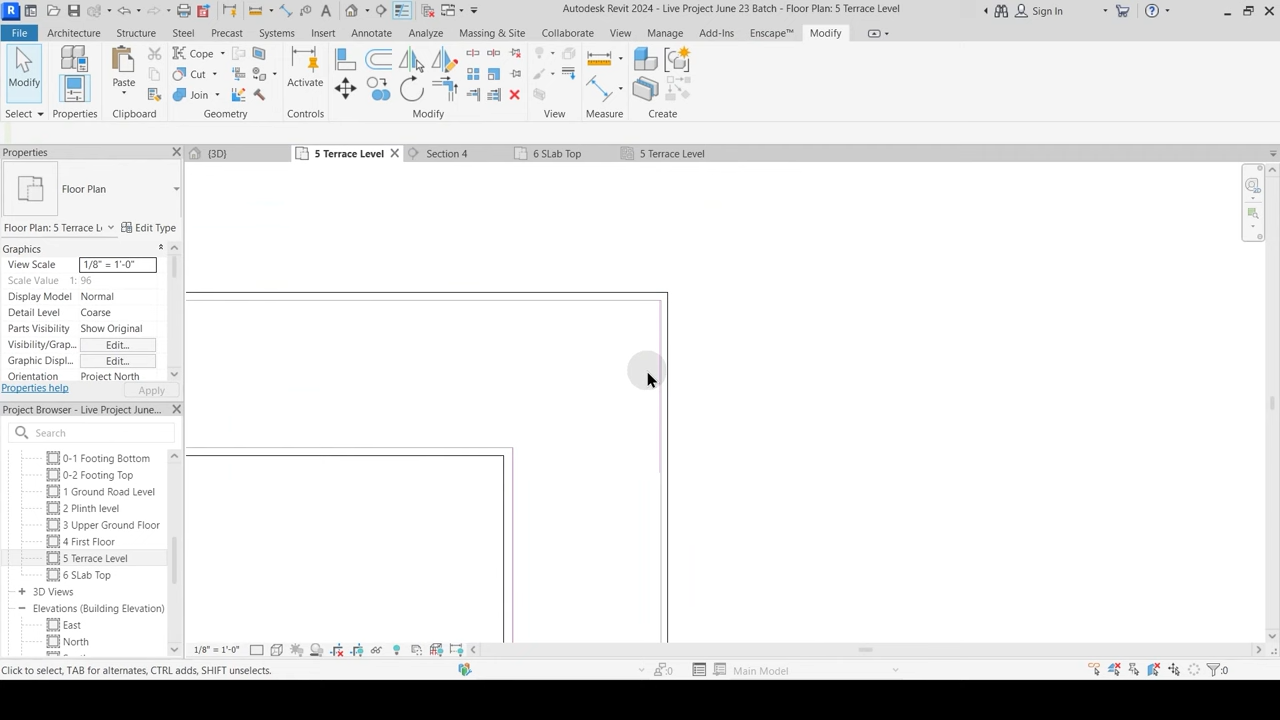 Autodesk Revit 2024 - Live Project June 23 Batch - Floor Plan: 5 Terrace Level
Sign In
File Architecture Structure Steel Precast Systems Insert Annotate Analyze Massing & Site Collaborate View Manage Add-Ins Enscape™ Modify
Modify
Paste
Cope
Cut
Join
Activate
Select Properties Clipboard Geometry Controls Modify View Measure Create
Properties
{3D} 5 Terrace Level Section 4 6 SLab Top 5 Terrace Level
Floor Plan
Floor Plan: 5 Terrace L Edit Type
Graphics
View Scale 1/8" = 1'-0"
Scale Value 1: 96
Display Model Normal
Detail Level Coarse
Parts Visibility Show Original
Visibility/Grap... Edit...
Graphic Displ... Edit...
Orientation Project North
Properties help Apply
Project Browser - Live Project June...
Search
0-1 Footing Bottom
0-2 Footing Top
1 Ground Road Level
2 Plinth level
3 Upper Ground Floor
4 First Floor
5 Terrace Level
6 SLab Top
3D Views
Elevations (Building Elevation)
East
North
1/8" = 1'-0"
Click to select, TAB for alternates, CTRL adds, SHIFT unselects. :0 Main Model :0